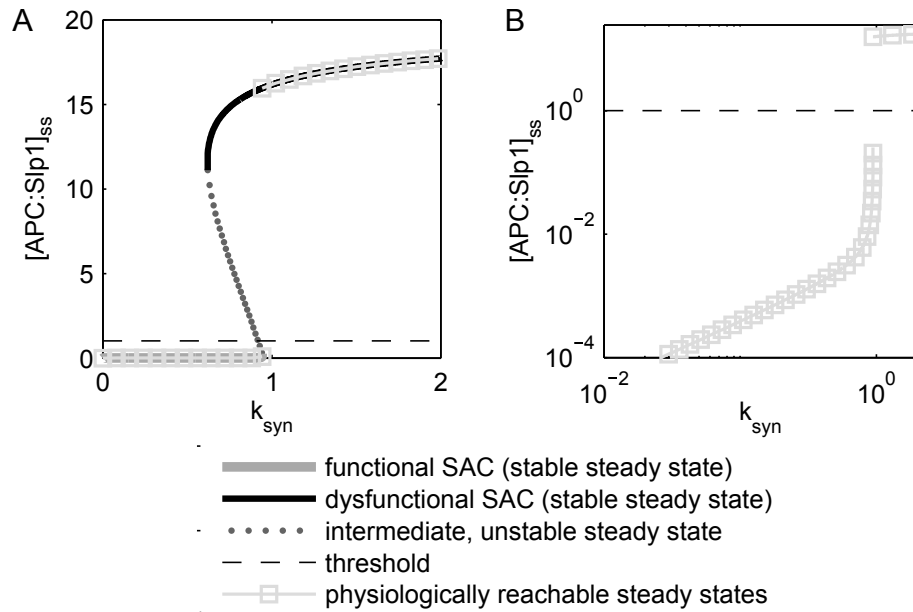 A
20
15
10
5
0
[APC:Slp1]ss
0 1 2
ksyn
B
10^0
10^−2
10^−4
[APC:Slp1]ss
10^−2 10^0
ksyn
functional SAC (stable steady state)
dysfunctional SAC (stable steady state)
intermediate, unstable steady state
threshold
physiologically reachable steady states